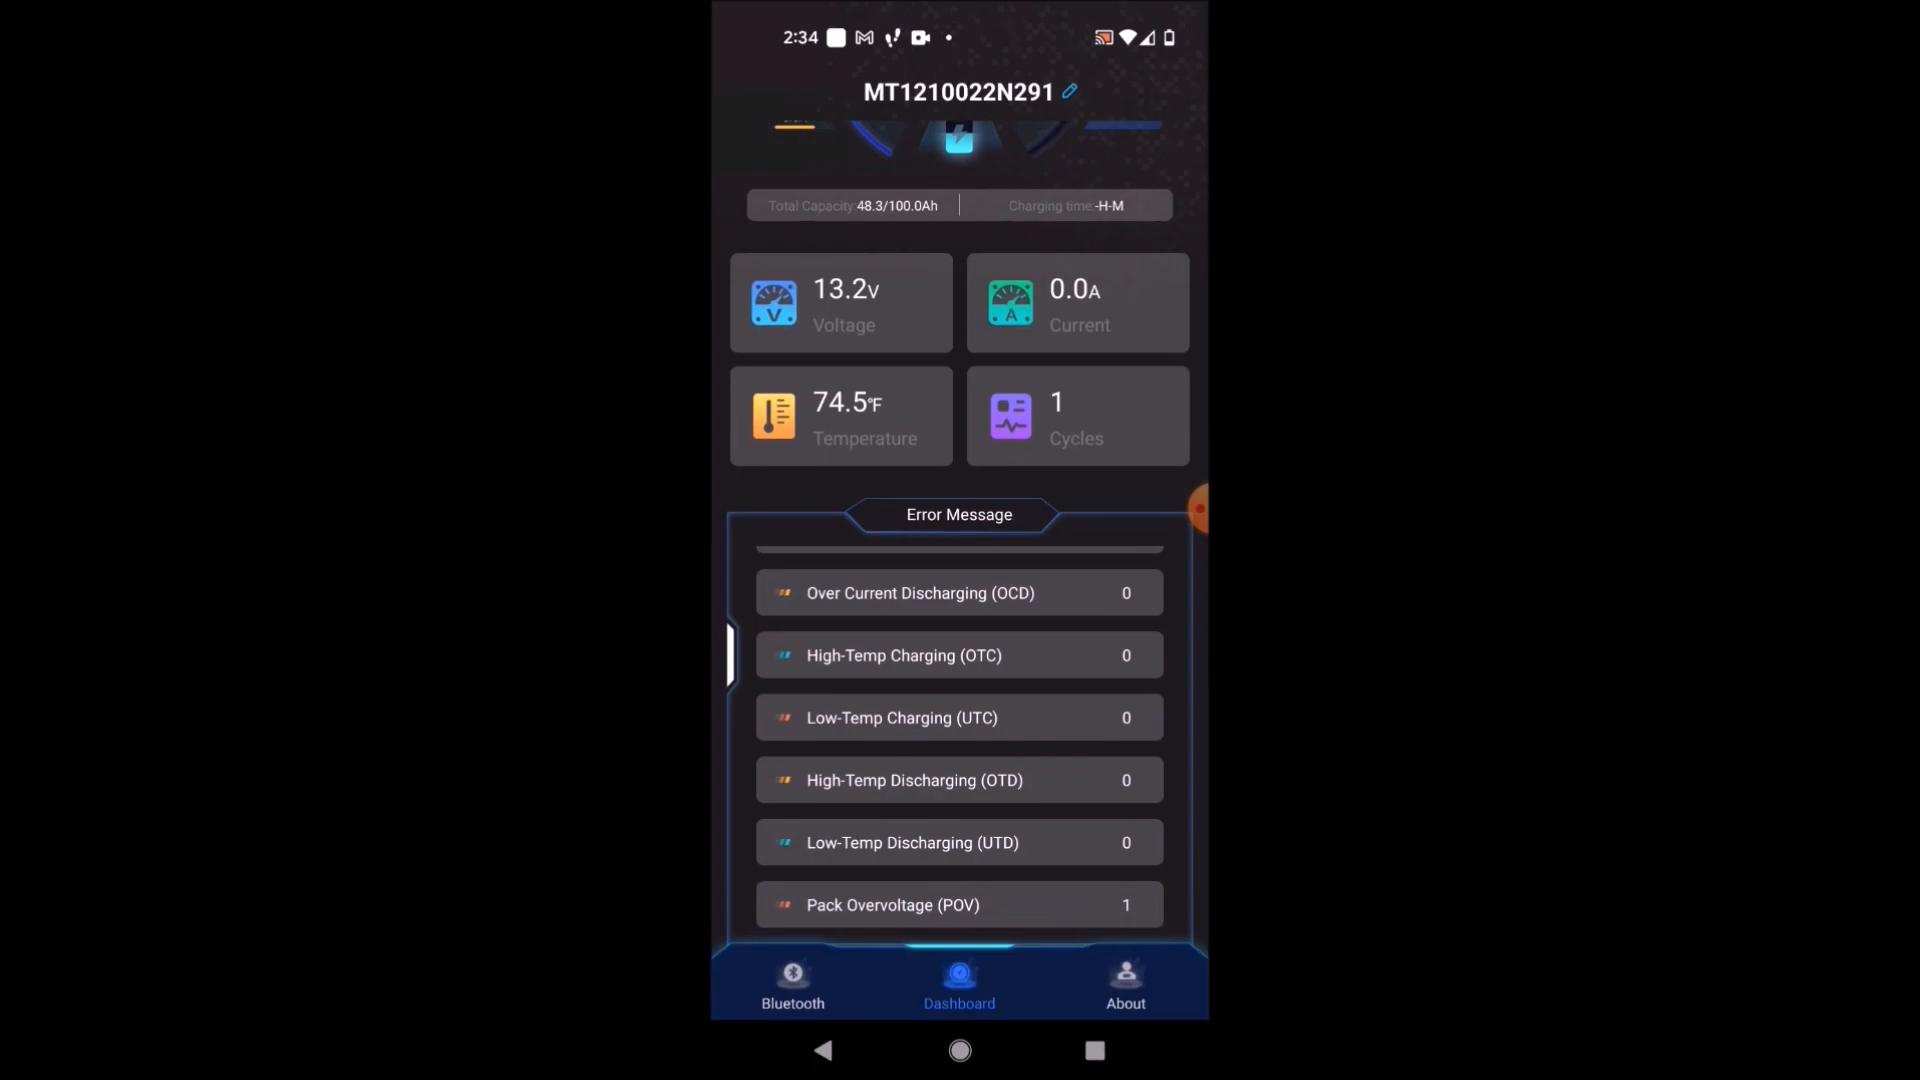 2:34
MT1210022N291
Total Capacity 48.3/100.0Ah
Charging time -H-M
13.2V
Voltage
0.0A
Current
74.5°F
Temperature
1
Cycles
Error Message
Over Current Discharging (OCD) 0
High-Temp Charging (OTC) 0
Low-Temp Charging (UTC) 0
High-Temp Discharging (OTD) 0
Low-Temp Discharging (UTD) 0
Pack Overvoltage (POV) 1
Bluetooth
Dashboard
About